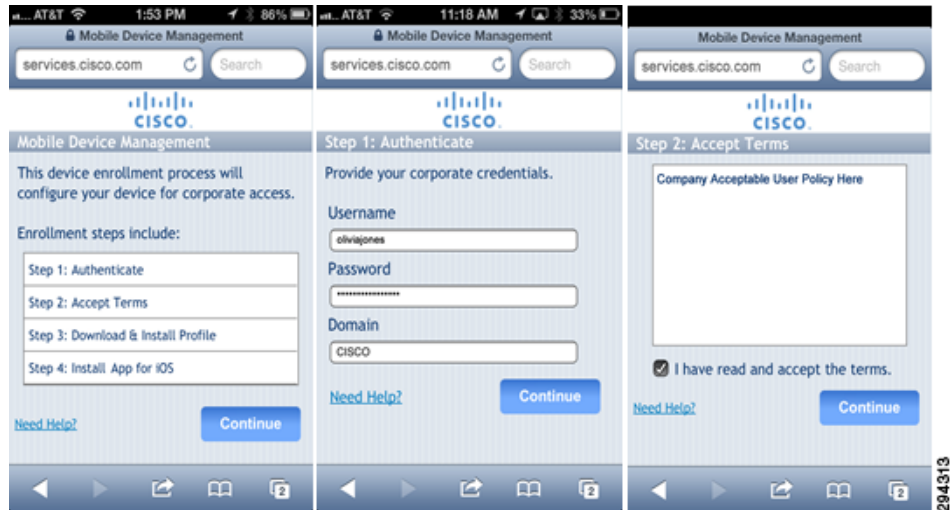 AT&T 1:53 PM 86%
Mobile Device Management
services.cisco.com Search
CISCO
Mobile Device Management
This device enrollment process will
configure your device for corporate access.
Enrollment steps include:
Step 1: Authenticate
Step 2: Accept Terms
Step 3: Download & Install Profile
Step 4: Install App for iOS
Need Help?
Continue
2
AT&T 11:18 AM 33%
Mobile Device Management
services.cisco.com Search
CISCO
Step 1: Authenticate
Provide your corporate credentials.
Username
oliviajones
Password
Domain
CISCO
Need Help?
Continue
2
Mobile Device Management
services.cisco.com Search
CISCO
Step 2: Accept Terms
Company Acceptable User Policy Here
I have read and accept the terms.
Need Help?
Continue
2
294313